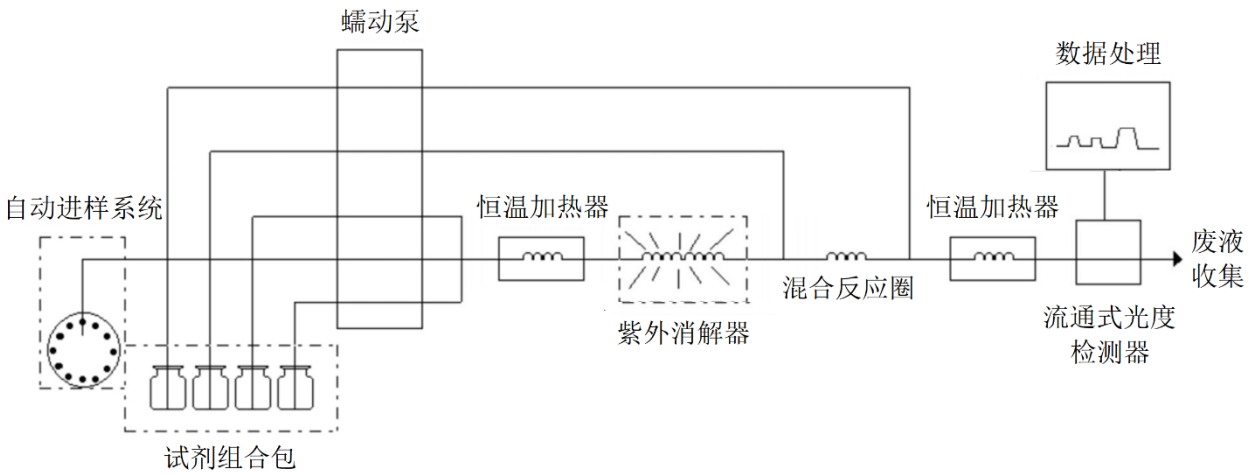 蠕动泵
数据处理
自动进样系统
恒温加热器
恒温加热器
废液
收集
混合反应圈
紫外消解器
流通式光度
检测器
试剂组合包